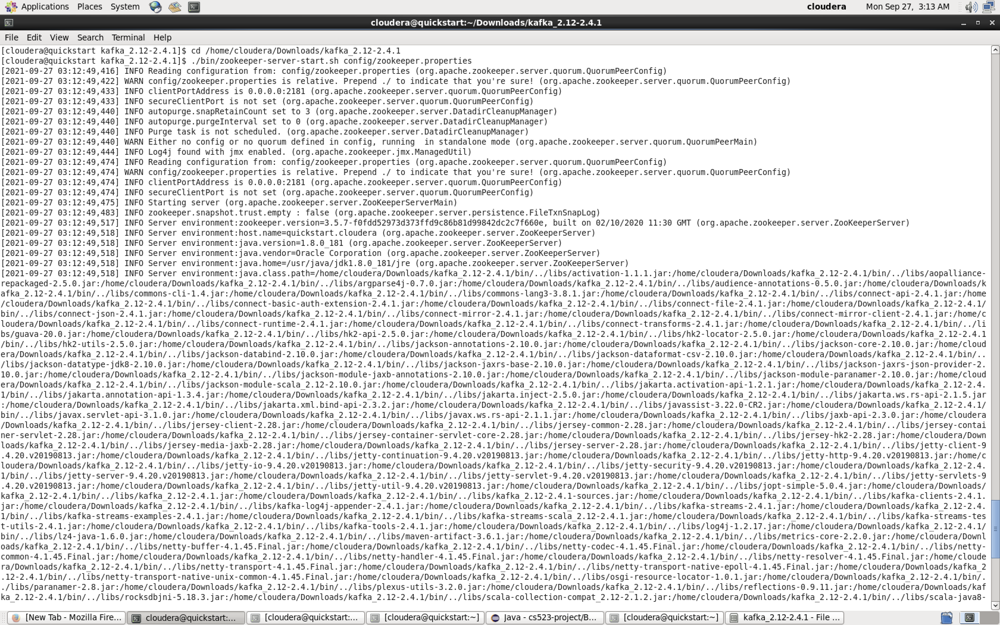 Applications Places System cloudera Mon Sep 27, 3:13 AM
cloudera@quickstart:~/Downloads/kafka_2.12-2.4.1
File Edit View Search Terminal Help
[cloudera@quickstart kafka_2.12-2.4.1]$ cd /home/cloudera/Downloads/kafka_2.12-2.4.1
[cloudera@quickstart kafka_2.12-2.4.1]$ ./bin/zookeeper-server-start.sh config/zookeeper.properties
[2021-09-27 03:12:49,416] INFO Reading configuration from: config/zookeeper.properties (org.apache.zookeeper.server.quorum.QuorumPeerConfig)
[2021-09-27 03:12:49,422] WARN config/zookeeper.properties is relative. Prepend ./ to indicate that you're sure! (org.apache.zookeeper.server.quorum.QuorumPeerConfig)
[2021-09-27 03:12:49,433] INFO clientPortAddress is 0.0.0.0:2181 (org.apache.zookeeper.server.quorum.QuorumPeerConfig)
[2021-09-27 03:12:49,433] INFO secureClientPort is not set (org.apache.zookeeper.server.quorum.QuorumPeerConfig)
[2021-09-27 03:12:49,440] INFO autopurge.snapRetainCount set to 3 (org.apache.zookeeper.server.DatadirCleanupManager)
[2021-09-27 03:12:49,440] INFO autopurge.purgeInterval set to 0 (org.apache.zookeeper.server.DatadirCleanupManager)
[2021-09-27 03:12:49,440] INFO Purge task is not scheduled. (org.apache.zookeeper.server.DatadirCleanupManager)
[2021-09-27 03:12:49,440] WARN Either no config or no quorum defined in config, running  in standalone mode (org.apache.zookeeper.server.quorum.QuorumPeerMain)
[2021-09-27 03:12:49,444] INFO Log4j found with jmx enabled. (org.apache.zookeeper.jmx.ManagedUtil)
[2021-09-27 03:12:49,474] INFO Reading configuration from: config/zookeeper.properties (org.apache.zookeeper.server.quorum.QuorumPeerConfig)
[2021-09-27 03:12:49,474] WARN config/zookeeper.properties is relative. Prepend ./ to indicate that you're sure! (org.apache.zookeeper.server.quorum.QuorumPeerConfig)
[2021-09-27 03:12:49,474] INFO clientPortAddress is 0.0.0.0:2181 (org.apache.zookeeper.server.quorum.QuorumPeerConfig)
[2021-09-27 03:12:49,474] INFO secureClientPort is not set (org.apache.zookeeper.server.quorum.QuorumPeerConfig)
[2021-09-27 03:12:49,475] INFO Starting server (org.apache.zookeeper.server.ZooKeeperServerMain)
[2021-09-27 03:12:49,483] INFO zookeeper.snapshot.trust.empty : false (org.apache.zookeeper.server.persistence.FileTxnSnapLog)
[2021-09-27 03:12:49,517] INFO Server environment:zookeeper.version=3.5.7-f0fdd52973d373ffd9c86b81d99842dc2c7f660e, built on 02/10/2020 11:30 GMT (org.apache.zookeeper.server.ZooKeeperServer)
[2021-09-27 03:12:49,518] INFO Server environment:host.name=quickstart.cloudera (org.apache.zookeeper.server.ZooKeeperServer)
[2021-09-27 03:12:49,518] INFO Server environment:java.version=1.8.0_181 (org.apache.zookeeper.server.ZooKeeperServer)
[2021-09-27 03:12:49,518] INFO Server environment:java.vendor=Oracle Corporation (org.apache.zookeeper.server.ZooKeeperServer)
[2021-09-27 03:12:49,518] INFO Server environment:java.home=/usr/java/jdk1.8.0_181/jre (org.apache.zookeeper.server.ZooKeeperServer)
[2021-09-27 03:12:49,518] INFO Server environment:java.class.path=/home/cloudera/Downloads/kafka_2.12-2.4.1/bin/../libs/activation-1.1.1.jar:/home/cloudera/Downloads/kafka_2.12-2.4.1/bin/../libs/aopalliance-
repackaged-2.5.0.jar:/home/cloudera/Downloads/kafka_2.12-2.4.1/bin/../libs/argparse4j-0.7.0.jar:/home/cloudera/Downloads/kafka_2.12-2.4.1/bin/../libs/audience-annotations-0.5.0.jar:/home/cloudera/Downloads/k
afka_2.12-2.4.1/bin/../libs/commons-cli-1.4.jar:/home/cloudera/Downloads/kafka_2.12-2.4.1/bin/../libs/commons-lang3-3.8.1.jar:/home/cloudera/Downloads/kafka_2.12-2.4.1/bin/../libs/connect-api-2.4.1.jar:/home
/cloudera/Downloads/kafka_2.12-2.4.1/bin/../libs/connect-basic-auth-extension-2.4.1.jar:/home/cloudera/Downloads/kafka_2.12-2.4.1/bin/../libs/connect-file-2.4.1.jar:/home/cloudera/Downloads/kafka_2.12-2.4.1/
bin/../libs/connect-json-2.4.1.jar:/home/cloudera/Downloads/kafka_2.12-2.4.1/bin/../libs/connect-mirror-2.4.1.jar:/home/cloudera/Downloads/kafka_2.12-2.4.1/bin/../libs/connect-mirror-client-2.4.1.jar:/home/c
loudera/Downloads/kafka_2.12-2.4.1/bin/../libs/connect-runtime-2.4.1.jar:/home/cloudera/Downloads/kafka_2.12-2.4.1/bin/../libs/connect-transforms-2.4.1.jar:/home/cloudera/Downloads/kafka_2.12-2.4.1/bin/../li
bs/guava-20.0.jar:/home/cloudera/Downloads/kafka_2.12-2.4.1/bin/../libs/hk2-api-2.5.0.jar:/home/cloudera/Downloads/kafka_2.12-2.4.1/bin/../libs/hk2-locator-2.5.0.jar:/home/cloudera/Downloads/kafka_2.12-2.4.1
/bin/../libs/hk2-utils-2.5.0.jar:/home/cloudera/Downloads/kafka_2.12-2.4.1/bin/../libs/jackson-annotations-2.10.0.jar:/home/cloudera/Downloads/kafka_2.12-2.4.1/bin/../libs/jackson-core-2.10.0.jar:/home/cloud
era/Downloads/kafka_2.12-2.4.1/bin/../libs/jackson-databind-2.10.0.jar:/home/cloudera/Downloads/kafka_2.12-2.4.1/bin/../libs/jackson-dataformat-csv-2.10.0.jar:/home/cloudera/Downloads/kafka_2.12-2.4.1/bin/..
/libs/jackson-datatype-jdk8-2.10.0.jar:/home/cloudera/Downloads/kafka_2.12-2.4.1/bin/../libs/jackson-jaxrs-base-2.10.0.jar:/home/cloudera/Downloads/kafka_2.12-2.4.1/bin/../libs/jackson-jaxrs-json-provider-2.
10.0.jar:/home/cloudera/Downloads/kafka_2.12-2.4.1/bin/../libs/jackson-module-jaxb-annotations-2.10.0.jar:/home/cloudera/Downloads/kafka_2.12-2.4.1/bin/../libs/jackson-module-paranamer-2.10.0.jar:/home/cloud
era/Downloads/kafka_2.12-2.4.1/bin/../libs/jackson-module-scala_2.12-2.10.0.jar:/home/cloudera/Downloads/kafka_2.12-2.4.1/bin/../libs/jakarta.activation-api-1.2.1.jar:/home/cloudera/Downloads/kafka_2.12-2.4.
1/bin/../libs/jakarta.annotation-api-1.3.4.jar:/home/cloudera/Downloads/kafka_2.12-2.4.1/bin/../libs/jakarta.inject-2.5.0.jar:/home/cloudera/Downloads/kafka_2.12-2.4.1/bin/../libs/jakarta.ws.rs-api-2.1.5.jar
:/home/cloudera/Downloads/kafka_2.12-2.4.1/bin/../libs/jakarta.xml.bind-api-2.3.2.jar:/home/cloudera/Downloads/kafka_2.12-2.4.1/bin/../libs/javassist-3.22.0-CR2.jar:/home/cloudera/Downloads/kafka_2.12-2.4.1/
bin/../libs/javax.servlet-api-3.1.0.jar:/home/cloudera/Downloads/kafka_2.12-2.4.1/bin/../libs/javax.ws.rs-api-2.1.1.jar:/home/cloudera/Downloads/kafka_2.12-2.4.1/bin/../libs/jaxb-api-2.3.0.jar:/home/cloudera
/Downloads/kafka_2.12-2.4.1/bin/../libs/jersey-client-2.28.jar:/home/cloudera/Downloads/kafka_2.12-2.4.1/bin/../libs/jersey-common-2.28.jar:/home/cloudera/Downloads/kafka_2.12-2.4.1/bin/../libs/jersey-contai
ner-servlet-2.28.jar:/home/cloudera/Downloads/kafka_2.12-2.4.1/bin/../libs/jersey-container-servlet-core-2.28.jar:/home/cloudera/Downloads/kafka_2.12-2.4.1/bin/../libs/jersey-hk2-2.28.jar:/home/cloudera/Down
loads/kafka_2.12-2.4.1/bin/../libs/jersey-media-jaxb-2.28.jar:/home/cloudera/Downloads/kafka_2.12-2.4.1/bin/../libs/jersey-server-2.28.jar:/home/cloudera/Downloads/kafka_2.12-2.4.1/bin/../libs/jetty-client-9
.4.20.v20190813.jar:/home/cloudera/Downloads/kafka_2.12-2.4.1/bin/../libs/jetty-continuation-9.4.20.v20190813.jar:/home/cloudera/Downloads/kafka_2.12-2.4.1/bin/../libs/jetty-http-9.4.20.v20190813.jar:/home/c
loudera/Downloads/kafka_2.12-2.4.1/bin/../libs/jetty-io-9.4.20.v20190813.jar:/home/cloudera/Downloads/kafka_2.12-2.4.1/bin/../libs/jetty-security-9.4.20.v20190813.jar:/home/cloudera/Downloads/kafka_2.12-2.4.
1/bin/../libs/jetty-server-9.4.20.v20190813.jar:/home/cloudera/Downloads/kafka_2.12-2.4.1/bin/../libs/jetty-servlet-9.4.20.v20190813.jar:/home/cloudera/Downloads/kafka_2.12-2.4.1/bin/../libs/jetty-servlets-9
.4.20.v20190813.jar:/home/cloudera/Downloads/kafka_2.12-2.4.1/bin/../libs/jetty-util-9.4.20.v20190813.jar:/home/cloudera/Downloads/kafka_2.12-2.4.1/bin/../libs/jopt-simple-5.0.4.jar:/home/cloudera/Downloads/
kafka_2.12-2.4.1/bin/../libs/kafka_2.12-2.4.1.jar:/home/cloudera/Downloads/kafka_2.12-2.4.1/bin/../libs/kafka_2.12-2.4.1-sources.jar:/home/cloudera/Downloads/kafka_2.12-2.4.1/bin/../libs/kafka-clients-2.4.1.
jar:/home/cloudera/Downloads/kafka_2.12-2.4.1/bin/../libs/kafka-log4j-appender-2.4.1.jar:/home/cloudera/Downloads/kafka_2.12-2.4.1/bin/../libs/kafka-streams-2.4.1.jar:/home/cloudera/Downloads/kafka_2.12-2.4.
1/bin/../libs/kafka-streams-examples-2.4.1.jar:/home/cloudera/Downloads/kafka_2.12-2.4.1/bin/../libs/kafka-streams-scala_2.12-2.4.1.jar:/home/cloudera/Downloads/kafka_2.12-2.4.1/bin/../libs/kafka-streams-tes
t-utils-2.4.1.jar:/home/cloudera/Downloads/kafka_2.12-2.4.1/bin/../libs/kafka-tools-2.4.1.jar:/home/cloudera/Downloads/kafka_2.12-2.4.1/bin/../libs/log4j-1.2.17.jar:/home/cloudera/Downloads/kafka_2.12-2.4.1/
bin/../libs/lz4-java-1.6.0.jar:/home/cloudera/Downloads/kafka_2.12-2.4.1/bin/../libs/maven-artifact-3.6.1.jar:/home/cloudera/Downloads/kafka_2.12-2.4.1/bin/../libs/metrics-core-2.2.0.jar:/home/cloudera/Downl
oads/kafka_2.12-2.4.1/bin/../libs/netty-buffer-4.1.45.Final.jar:/home/cloudera/Downloads/kafka_2.12-2.4.1/bin/../libs/netty-codec-4.1.45.Final.jar:/home/cloudera/Downloads/kafka_2.12-2.4.1/bin/../libs/netty-
common-4.1.45.Final.jar:/home/cloudera/Downloads/kafka_2.12-2.4.1/bin/../libs/netty-handler-4.1.45.Final.jar:/home/cloudera/Downloads/kafka_2.12-2.4.1/bin/../libs/netty-resolver-4.1.45.Final.jar:/home/cloude
ra/Downloads/kafka_2.12-2.4.1/bin/../libs/netty-transport-4.1.45.Final.jar:/home/cloudera/Downloads/kafka_2.12-2.4.1/bin/../libs/netty-transport-native-epoll-4.1.45.Final.jar:/home/cloudera/Downloads/kafka_2
.12-2.4.1/bin/../libs/netty-transport-native-unix-common-4.1.45.Final.jar:/home/cloudera/Downloads/kafka_2.12-2.4.1/bin/../libs/osgi-resource-locator-1.0.1.jar:/home/cloudera/Downloads/kafka_2.12-2.4.1/bin/.
./libs/paranamer-2.8.jar:/home/cloudera/Downloads/kafka_2.12-2.4.1/bin/../libs/plexus-utils-3.2.0.jar:/home/cloudera/Downloads/kafka_2.12-2.4.1/bin/../libs/reflections-0.9.11.jar:/home/cloudera/Downloads/kaf
ka_2.12-2.4.1/bin/../libs/rocksdbjni-5.18.3.jar:/home/cloudera/Downloads/kafka_2.12-2.4.1/bin/../libs/scala-collection-compat_2.12-2.1.2.jar:/home/cloudera/Downloads/kafka_2.12-2.4.1/bin/../libs/scala-java8-
[New Tab - Mozilla Fire... cloudera@quickstart:... [cloudera@quickstart:... [cloudera@quickstart:~] Java - cs523-project/B... [cloudera@quickstart:~] kafka_2.12-2.4.1 - File ...